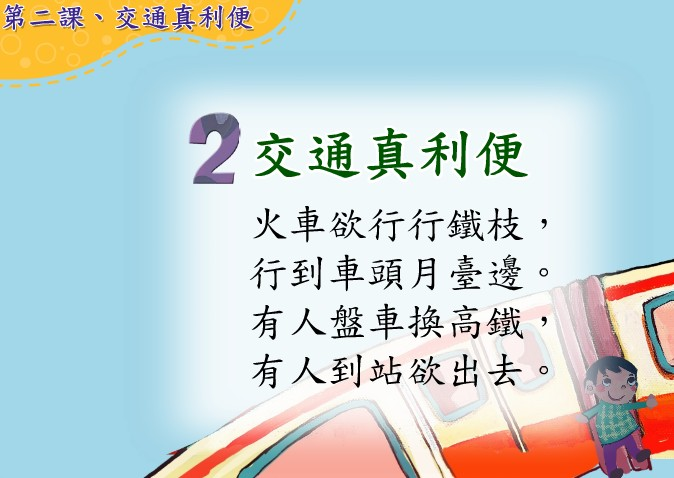 第二課、交通真利便
2 交通真利便
火車欲行行鐵枝，
行到車頭月臺邊。
有人盤車換高鐵，
有人到站欲出去。